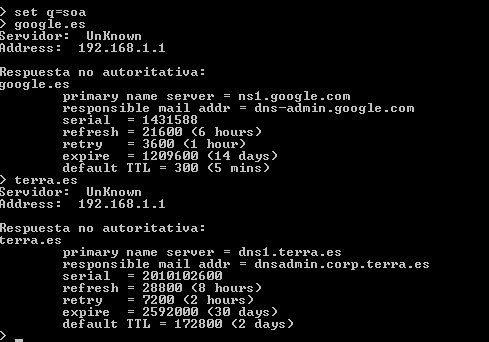 > set q=soa
> google.es
Servidor:  UnKnown
Address:  192.168.1.1

Respuesta no autoritativa:
google.es
        primary name server = ns1.google.com
        responsible mail addr = dns-admin.google.com
        serial  = 1431588
        refresh = 21600 (6 hours)
        retry   = 3600 (1 hour)
        expire  = 1209600 (14 days)
        default TTL = 300 (5 mins)
> terra.es
Servidor:  UnKnown
Address:  192.168.1.1

Respuesta no autoritativa:
terra.es
        primary name server = dns1.terra.es
        responsible mail addr = dnsadmin.corp.terra.es
        serial  = 2010102600
        refresh = 28800 (8 hours)
        retry   = 7200 (2 hours)
        expire  = 2592000 (30 days)
        default TTL = 172800 (2 days)
> _